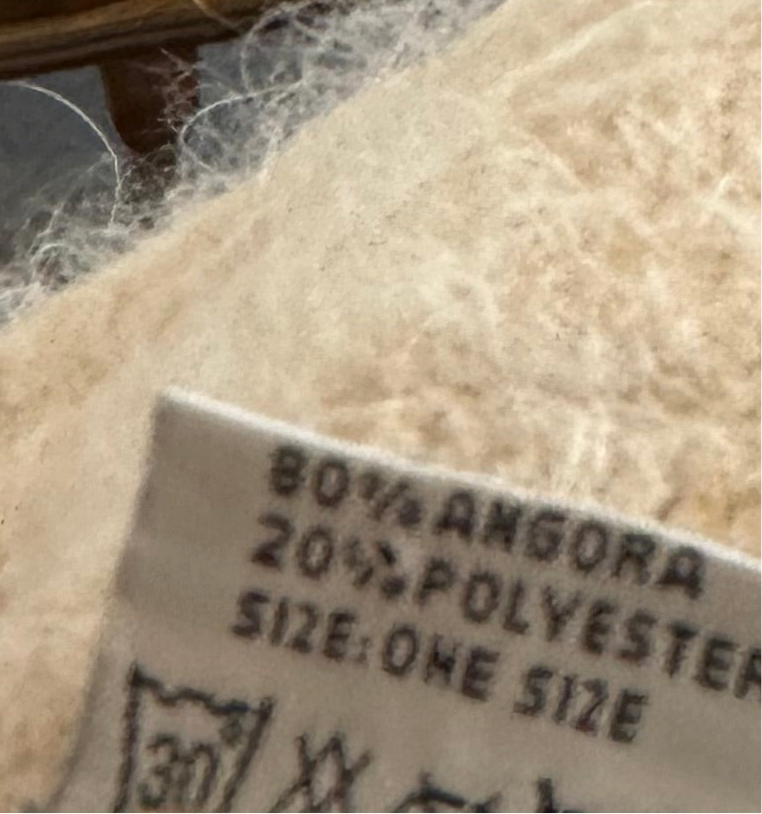 80% ANGORA
20% POLYESTER
SIZE: ONE SIZE
30°